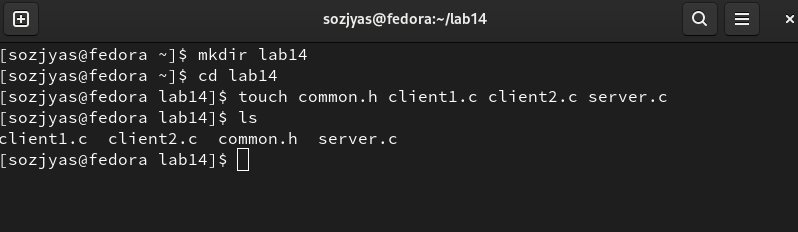 sozjyas@fedora:~/lab14
[sozjyas@fedora ~]$ mkdir lab14
[sozjyas@fedora ~]$ cd lab14
[sozjyas@fedora lab14]$ touch common.h client1.c client2.c server.c
[sozjyas@fedora lab14]$ ls
client1.c  client2.c  common.h  server.c
[sozjyas@fedora lab14]$